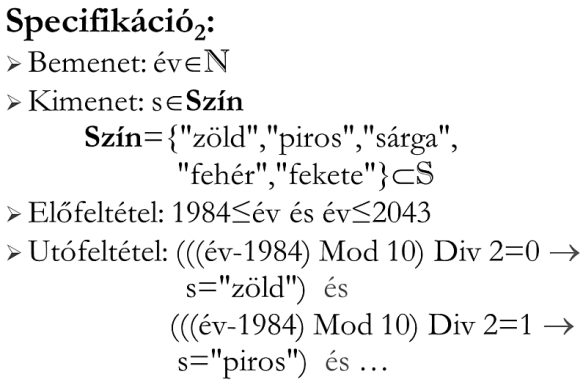 Specifikáció₂:
➢ Bemenet: év∈ℕ
➢ Kimenet: s∈Szín
Szín={"zöld","piros","sárga",
"fehér","fekete"}⊂𝕊
➢ Előfeltétel: 1984≤év és év≤2043
➢ Utófeltétel: (((év-1984) Mod 10) Div 2=0 →
s="zöld") és
(((év-1984) Mod 10) Div 2=1 →
s="piros") és …